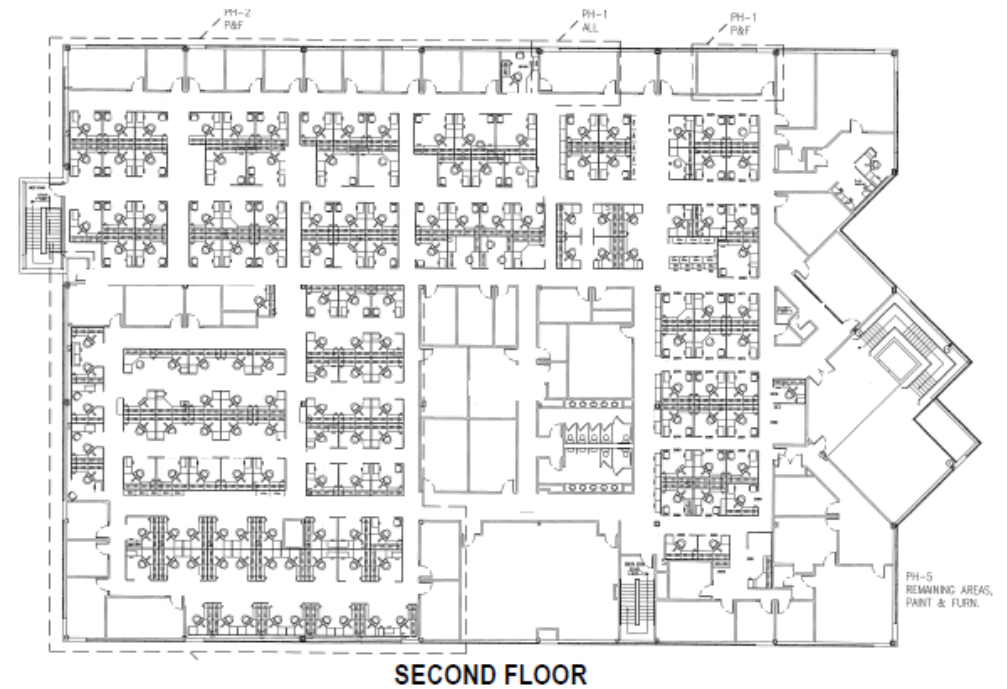 PH-2
P&F
PH-1
ALL
PH-1
P&F
PH-5
REMAINING AREAS,
PAINT & FURN.
SECOND FLOOR